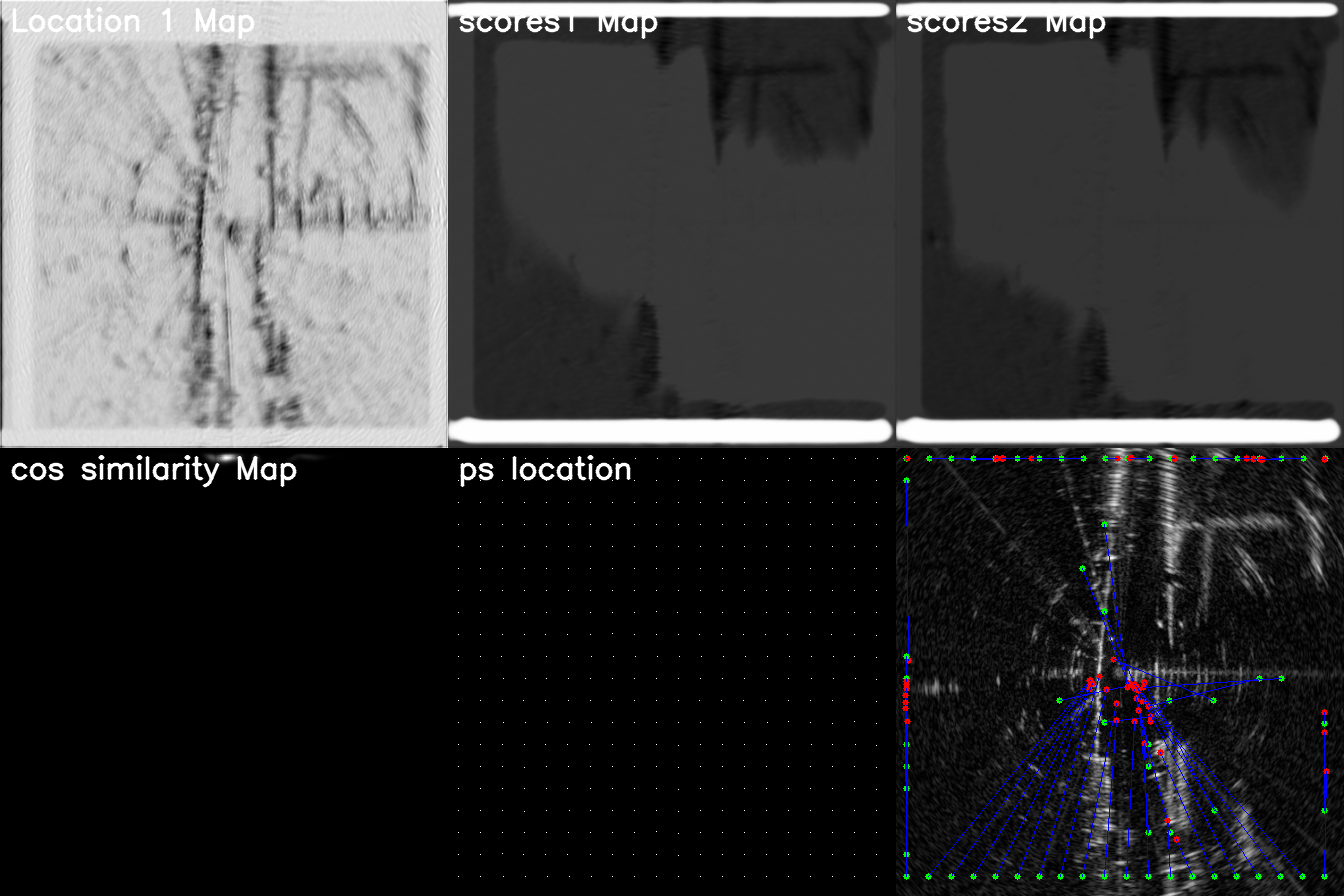 Location 1 Map
scores1 Map
scores2 Map
cos similarity Map
ps location